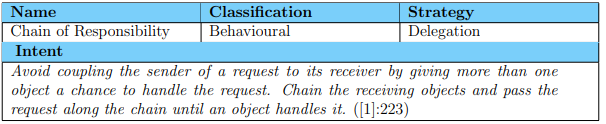 Name Classification Strategy
Chain of Responsibility Behavioural Delegation
Intent
Avoid coupling the sender of a request to its receiver by giving more than one
object a chance to handle the request. Chain the receiving objects and pass the
request along the chain until an object handles it. ([1]:223)